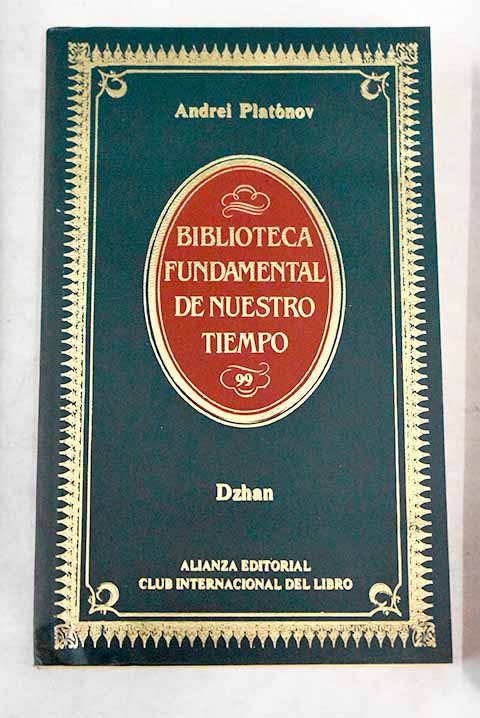 Andrei Platónov
BIBLIOTECA
FUNDAMENTAL
DE NUESTRO
TIEMPO
99
Dzhan
ALIANZA EDITORIAL
CLUB INTERNACIONAL DEL LIBRO